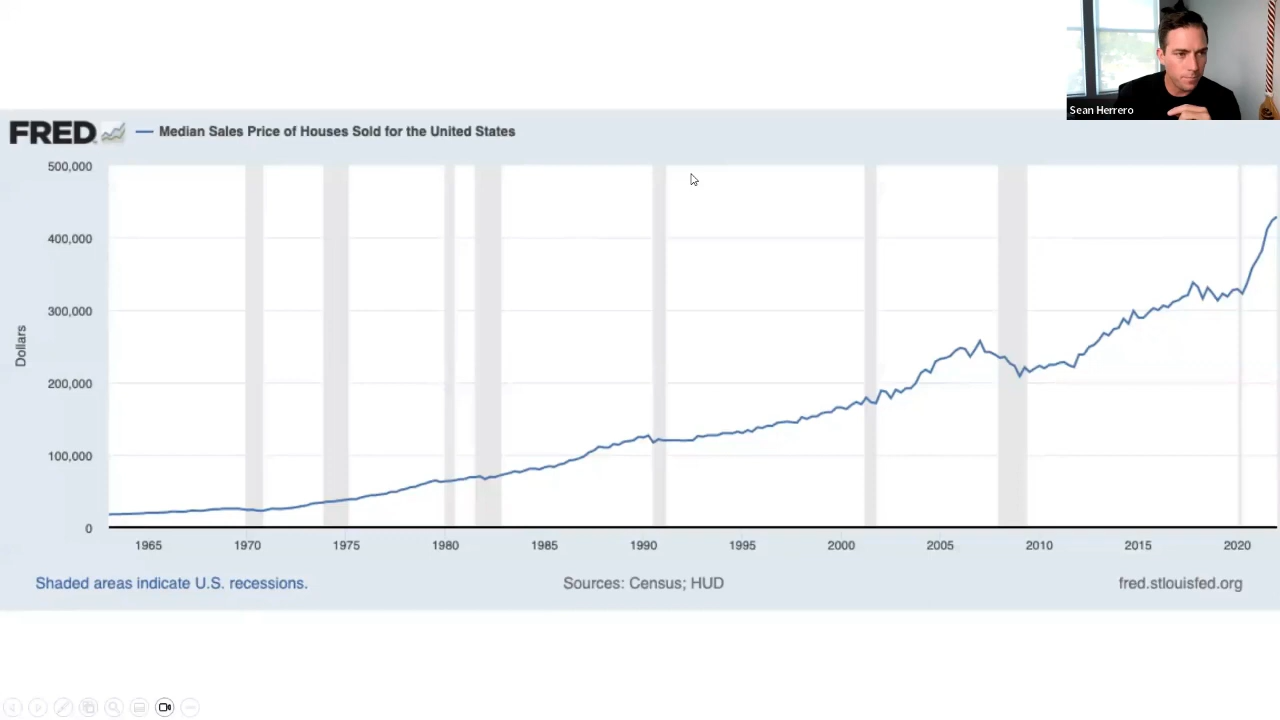 Sean Herrero
FRED
Median Sales Price of Houses Sold for the United States
500,000
400,000
300,000
200,000
100,000
0
Dollars
1965 1970 1975 1980 1985 1990 1995 2000 2005 2010 2015 2020
Shaded areas indicate U.S. recessions. Sources: Census; HUD fred.stlouisfed.org